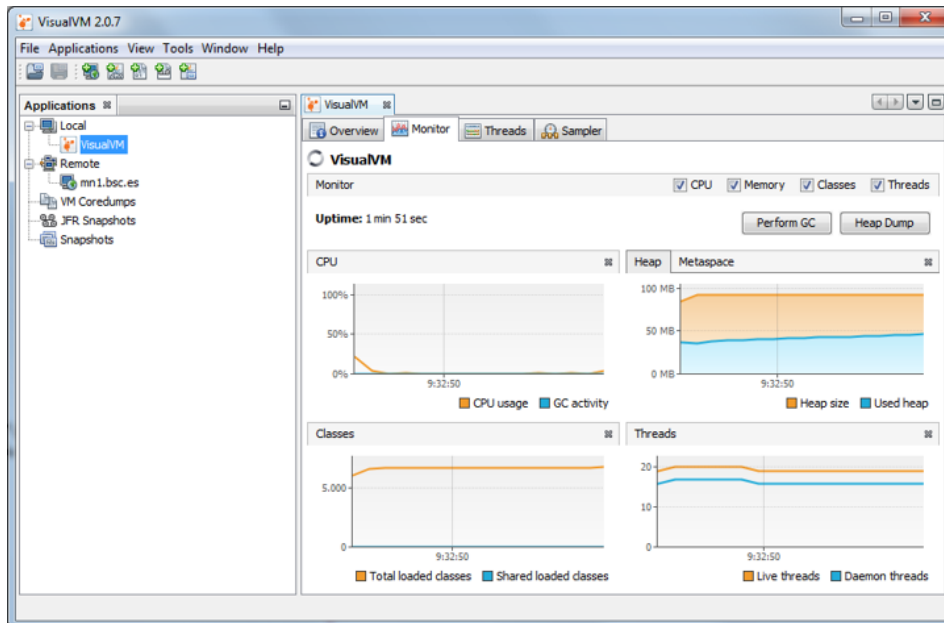 VisualVM 2.0.7
File Applications View Tools Window Help
Applications
Local
VisualVM
Remote
mn1.bsc.es
VM Coredumps
JFR Snapshots
Snapshots
VisualVM
Overview Monitor Threads Sampler
VisualVM
Monitor CPU Memory Classes Threads
Uptime: 1 min 51 sec Perform GC Heap Dump
CPU
100%
50%
0%
9:32:50
CPU usage GC activity
Heap Metaspace
100 MB
50 MB
0 MB
9:32:50
Heap size Used heap
Classes
5.000
0
9:32:50
Total loaded classes Shared loaded classes
Threads
20
10
0
9:32:50
Live threads Daemon threads